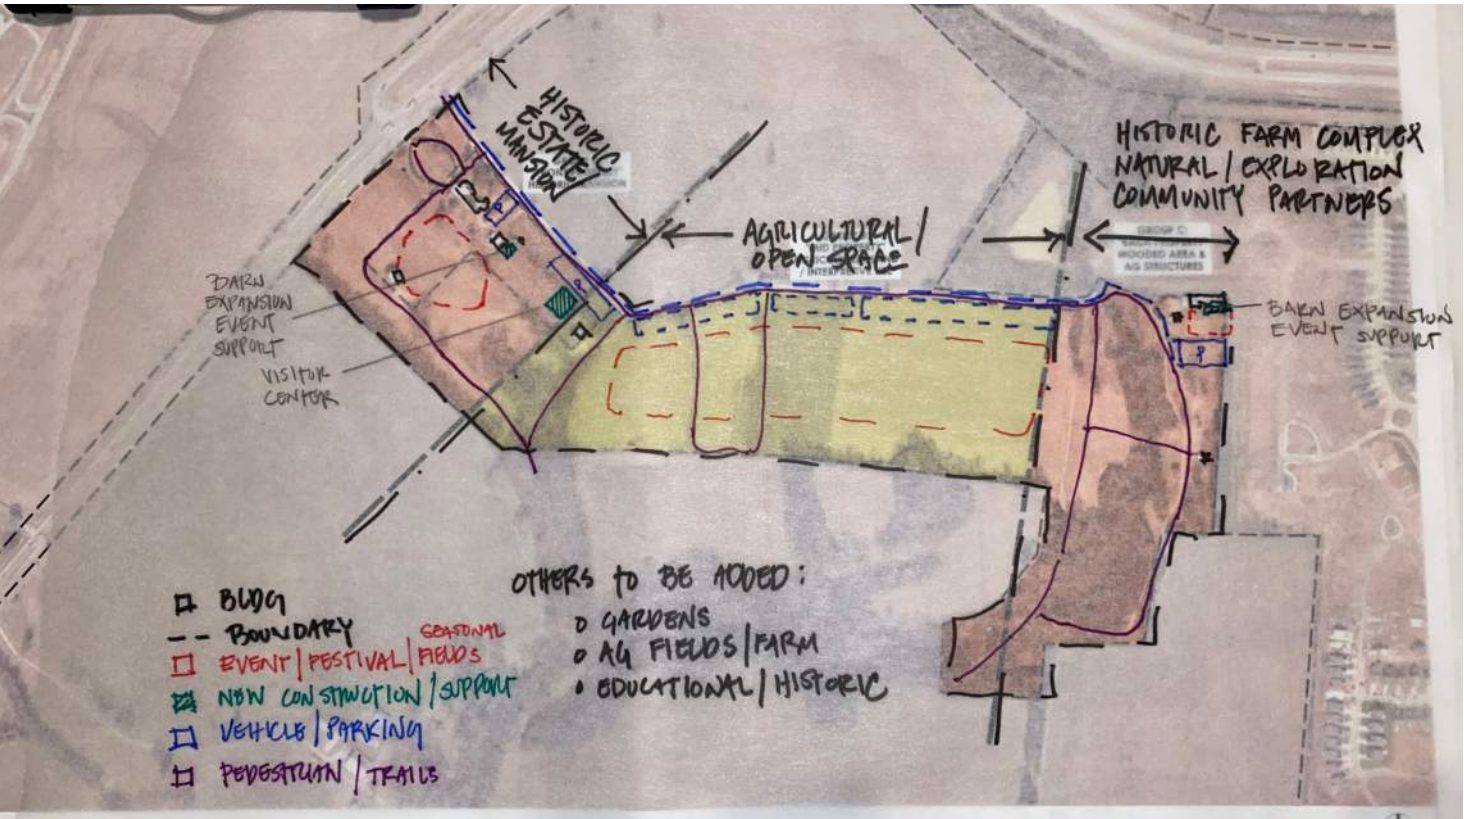 HISTORIC
ESTATE/
MANSION
HISTORIC FARM COMPLEX
NATURAL/EXPLORATION
COMMUNITY PARTNERS
AGRICULTURAL/
OPEN SPACE
GROUP C:
WOODED AREA &
AG STRUCTURES
BARN
EXPANSION
EVENT
SUPPORT
VISITOR
CENTER
BARN EXPANSION
EVENT SUPPORT
P
P
P
BLDG
BOUNDARY
SEASONAL
EVENT/FESTIVAL/FIELDS
NEW CONSTRUCTION/SUPPORT
VEHICLE/PARKING
PEDESTRIAN/TRAILS
OTHERS TO BE ADDED:
o GARDENS
o AG FIELDS/FARM
• EDUCATIONAL/HISTORIC